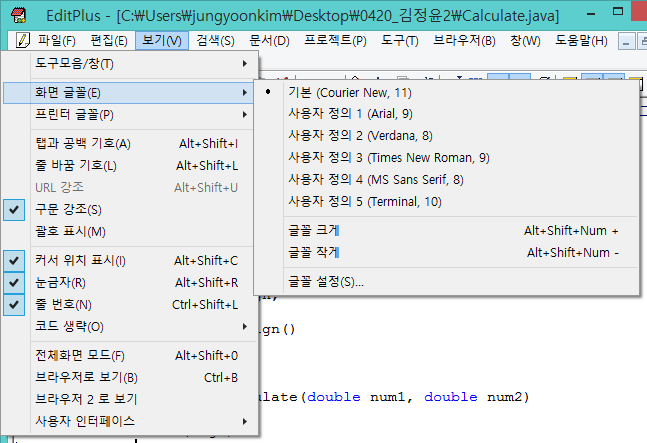 EditPlus - [C:₩Users₩jungyoonkim₩Desktop₩0420_김정윤2₩Calculate.java]
파일(F) 편집(E) 보기(V) 검색(S) 문서(D) 프로젝트(P) 도구(T) 브라우저(B) 창(W) 도움말(H)
도구모음/창(T)
화면 글꼴(E)
프린터 글꼴(P)
탭과 공백 기호(A) Alt+Shift+I
줄 바꿈 기호(L) Alt+Shift+L
URL 강조 Alt+Shift+U
구문 강조(S)
괄호 표시(M)
커서 위치 표시(I) Alt+Shift+C
눈금자(R) Alt+Shift+R
줄 번호(N) Ctrl+Shift+L
코드 생략(O)
전체화면 모드(F) Alt+Shift+0
브라우저로 보기(B) Ctrl+B
브라우저 2 로 보기
사용자 인터페이스
기본 (Courier New, 11)
사용자 정의 1 (Arial, 9)
사용자 정의 2 (Verdana, 8)
사용자 정의 3 (Times New Roman, 9)
사용자 정의 4 (MS Sans Serif, 8)
사용자 정의 5 (Terminal, 10)
글꼴 크게 Alt+Shift+Num +
글꼴 작게 Alt+Shift+Num -
글꼴 설정(S)...
ign()
ulate(double num1, double num2)